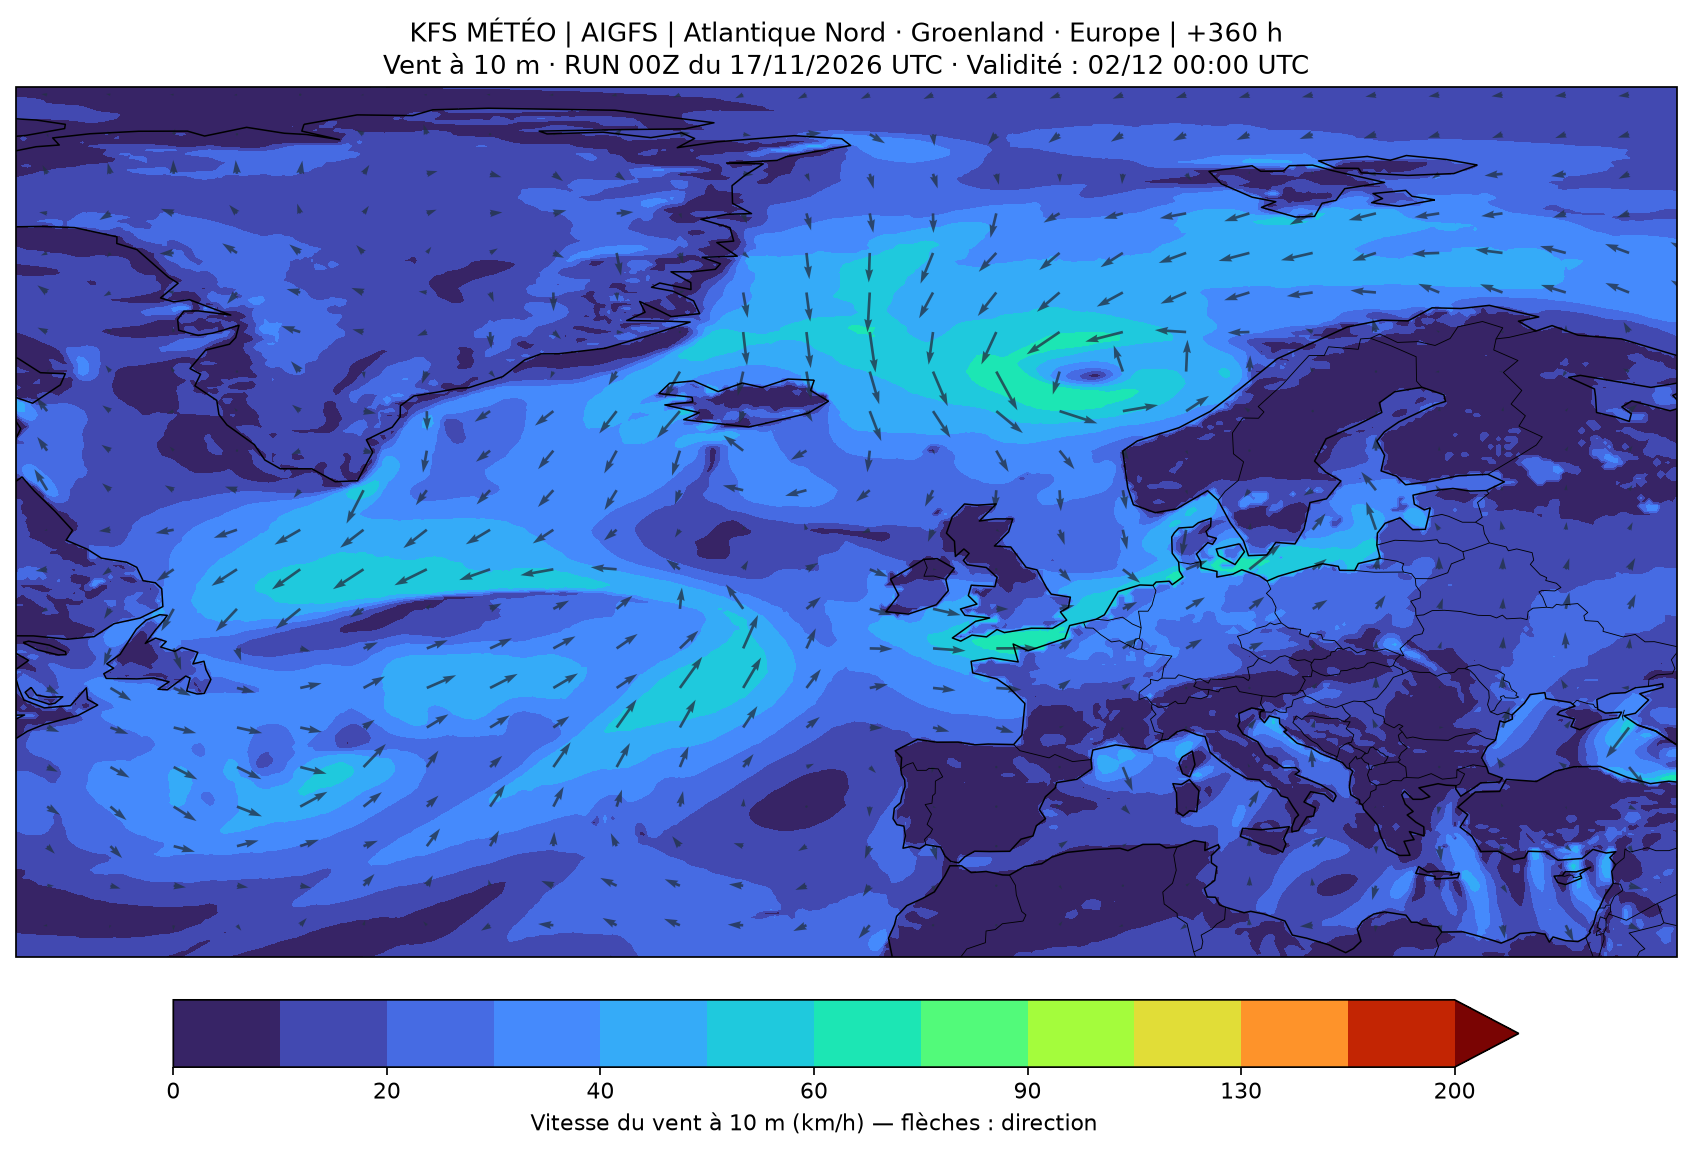 KFS MÉTÉO | AIGFS | Atlantique Nord · Groenland · Europe | +360 h
Vent à 10 m · RUN 00Z du 17/11/2026 UTC · Validité : 02/12 00:00 UTC
0 20 40 60 90 130 200
Vitesse du vent à 10 m (km/h) — flèches : direction